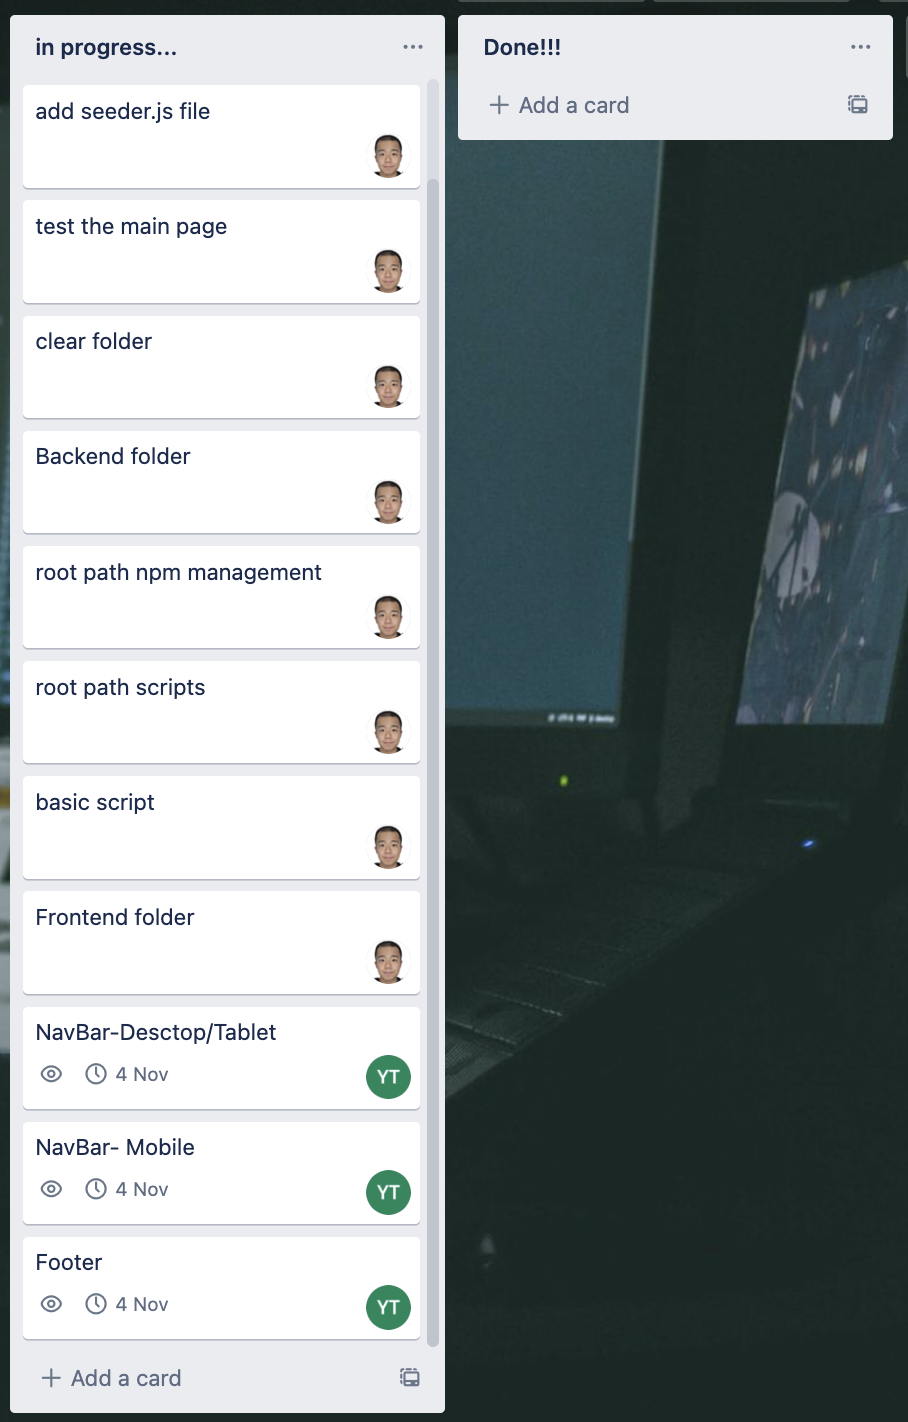 in progress...
add seeder.js file
test the main page
clear folder
Backend folder
root path npm management
root path scripts
basic script
Frontend folder
NavBar-Desctop/Tablet
4 Nov
YT
NavBar- Mobile
4 Nov
YT
Footer
4 Nov
YT
+ Add a card
Done!!!
+ Add a card